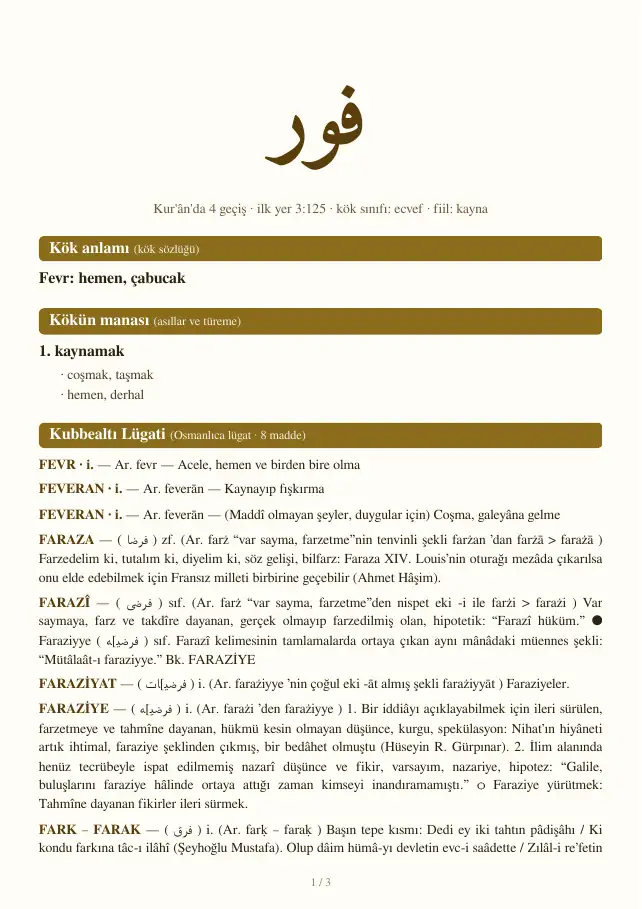 فور
Kur'ân'da 4 geçiş · ilk yer 3:125 · kök sınıfı: ecvef · fiil: kayna
Kök anlamı (kök sözlüğü)
Fevr: hemen, çabucak
Kökün manası (asıllar ve türeme)
1. kaynamak
· coşmak, taşmak
· hemen, derhal
Kubbealtı Lügati (Osmanlıca lügat · 8 madde)
FEVR · i. — Ar. fevr — Acele, hemen ve birden bire olma
FEVERAN · i. — Ar. feverān — Kaynayıp fışkırma
FEVERAN · i. — Ar. feverān — (Maddî olmayan şeyler, duygular için) Coşma, galeyâna gelme
FARAZA — ( فرضا ) zf. (Ar. farż “var sayma, farzetme”nin tenvinli şekli farżan ’dan farżā > farażā )
Farzedelim ki, tutalım ki, diyelim ki, söz gelişi, bilfarz: Faraza XIV. Louis’nin oturağı mezâda çıkarılsa
onu elde edebilmek için Fransız milleti birbirine geçebilir (Ahmet Hâşim).
FARAZÎ — ( فرضی ) sıf. (Ar. farż “var sayma, farzetme”den nispet eki -і ile farżі > farażі ) Var
saymaya, farz ve takdîre dayanan, gerçek olmayıp farzedilmiş olan, hipotetik: “Farazî hüküm.” ●
Faraziyye ( فرضیـﮥه ) sıf. Farazî kelimesinin tamlamalarda ortaya çıkan aynı mânâdaki müennes şekli:
“Mütâlaât-ı faraziyye.” Bk. FARAZİYE
FARAZİYAT — ( فرضیات ) i. (Ar. farażiyye ’nin çoğul eki -āt almış şekli farażiyyāt ) Faraziyeler.
FARAZİYE — ( فرضیه ) i. (Ar. farażі ’den farażiyye ) 1. Bir iddiâyı açıklayabilmek için ileri sürülen,
farzetmeye ve tahmîne dayanan, hükmü kesin olmayan düşünce, kurgu, spekülasyon: Nihat’ın hiyâneti
artık ihtimal, faraziye şeklinden çıkmış, bir bedâhet olmuştu (Hüseyin R. Gürpınar). 2. İlim alanında
henüz tecrübeyle ispat edilmemiş nazarî düşünce ve fikir, varsayım, nazariye, hipotez: “Galile,
buluşlarını faraziye hâlinde ortaya attığı zaman kimseyi inandıramamıştı.” ο Faraziye yürütmek:
Tahmîne dayanan fikirler ileri sürmek.
FARK – FARAK — ( فرق ) i. (Ar. farḳ – faraḳ ) Başın tepe kısmı: Dedi ey iki tahtın pâdişâhı / Ki
kondu farkına tâc-ı ilâhî (Şeyhoğlu Mustafa). Olup dâim hümâ-yı devletin evc-i saâdette / Zılâl-i re’fetin
1 / 3